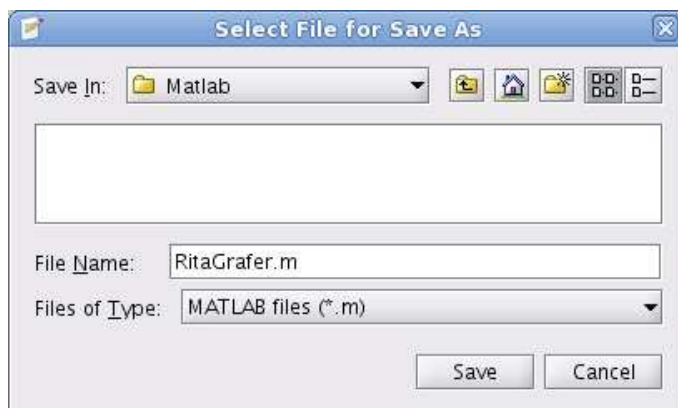 Select File for Save As
Save In: Matlab
File Name: RitaGrafer.m
Files of Type: MATLAB files (*.m)
Save Cancel